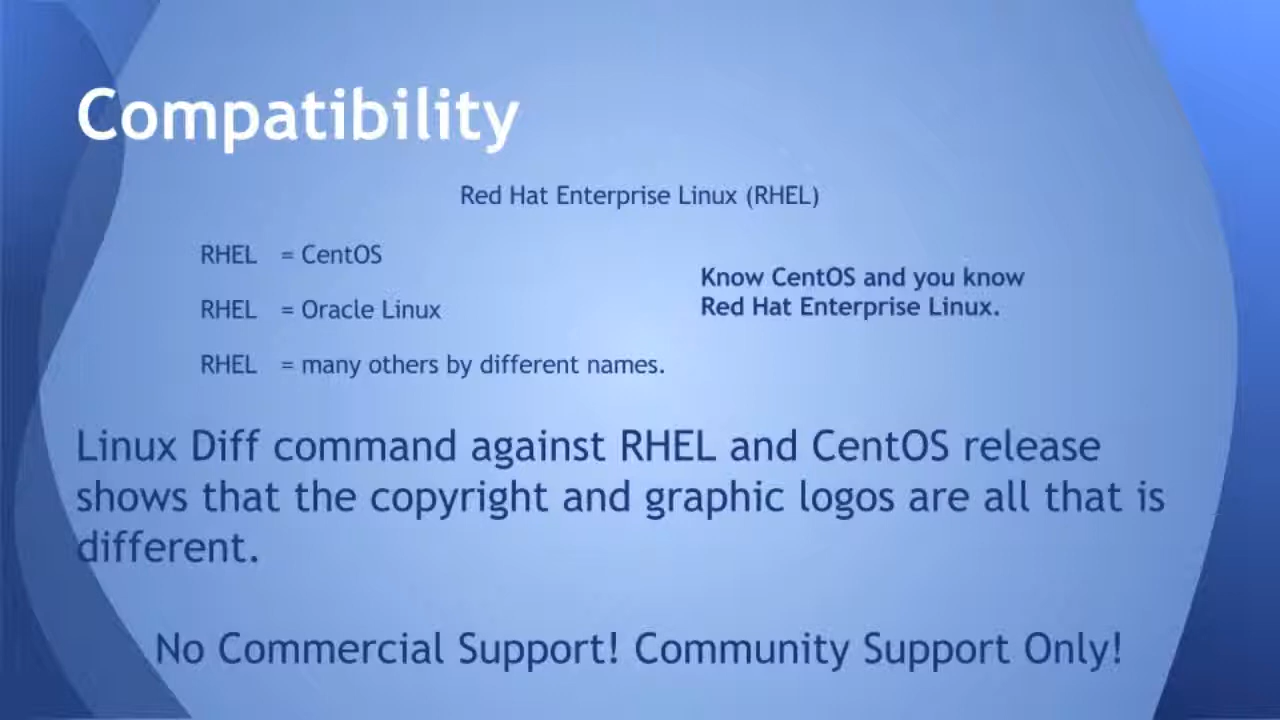 Compatibility
Red Hat Enterprise Linux (RHEL)
RHEL = CentOS
RHEL = Oracle Linux
RHEL = many others by different names.
Know CentOS and you know
Red Hat Enterprise Linux.
Linux Diff command against RHEL and CentOS release
shows that the copyright and graphic logos are all that is
different.
No Commercial Support! Community Support Only!